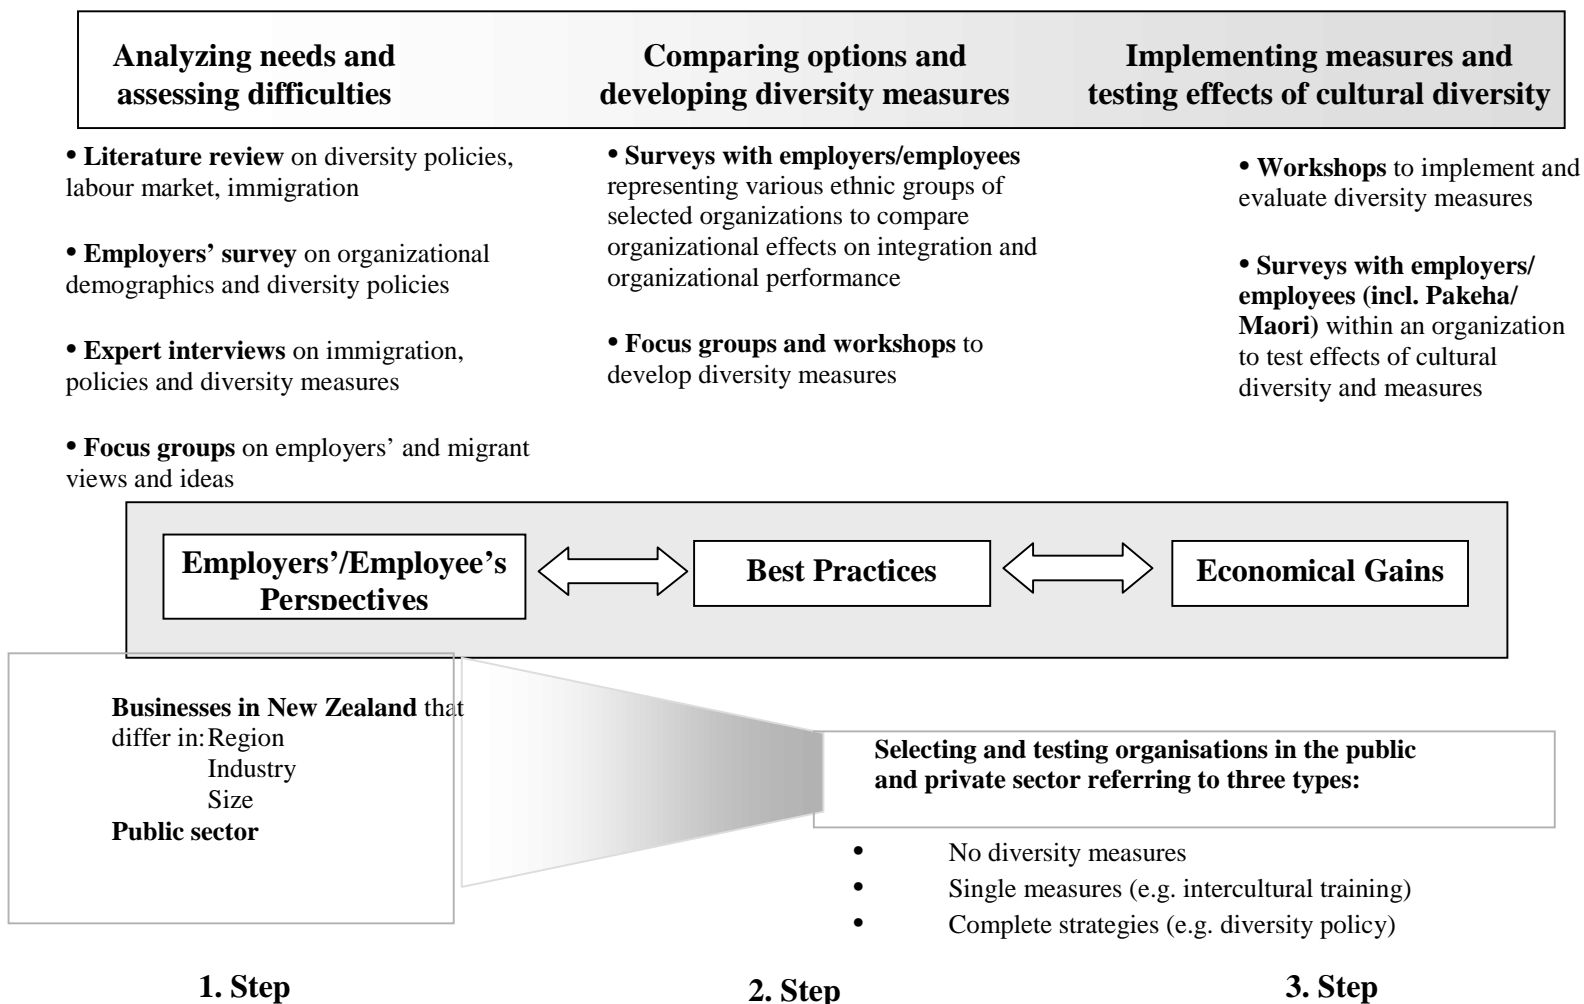 Analyzing needs and
assessing difficulties
Comparing options and
developing diversity measures
Implementing measures and
testing effects of cultural diversity
• Literature review on diversity policies,
labour market, immigration
• Employers’ survey on organizational
demographics and diversity policies
• Expert interviews on immigration,
policies and diversity measures
• Focus groups on employers’ and migrant
views and ideas
• Surveys with employers/employees
representing various ethnic groups of
selected organizations to compare
organizational effects on integration and
organizational performance
• Focus groups and workshops to
develop diversity measures
• Workshops to implement and
evaluate diversity measures
• Surveys with employers/
employees (incl. Pakeha/
Maori) within an organization
to test effects of cultural
diversity and measures
Employers’/Employee’s
Perspectives
Best Practices
Economical Gains
Businesses in New Zealand that
differ in: Region
Industry
Size
Public sector
Selecting and testing organisations in the public
and private sector referring to three types:
• No diversity measures
• Single measures (e.g. intercultural training)
• Complete strategies (e.g. diversity policy)
1. Step
2. Step
3. Step